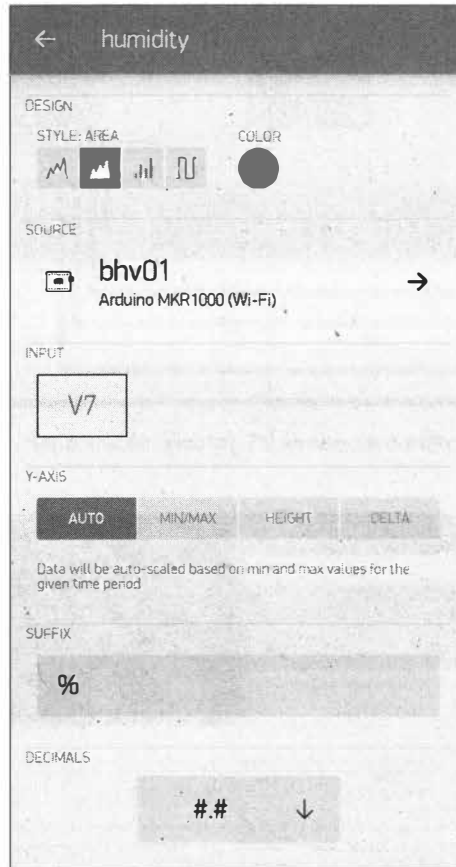 humidity
DESIGN
STYLE: AREA COLOR
SOURCE
bhv01
Arduino MKR1000 (Wi-Fi)
INPUT
V7
Y-AXIS
AUTO MIN/MAX HEIGHT DELTA
Data will be auto-scaled based on min and max values for the
given time period
SUFFIX
%
DECIMALS
#.#